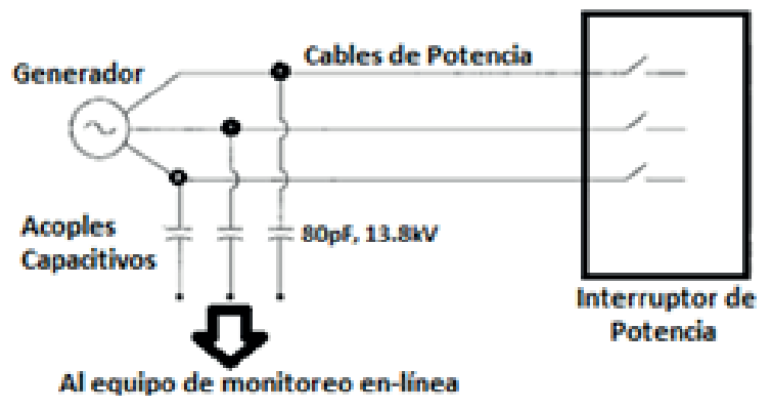 Cables de Potencia
Generador
Acoples
Capacitivos
80pF, 13.8kV
Interruptor de
Potencia
Al equipo de monitoreo en-línea